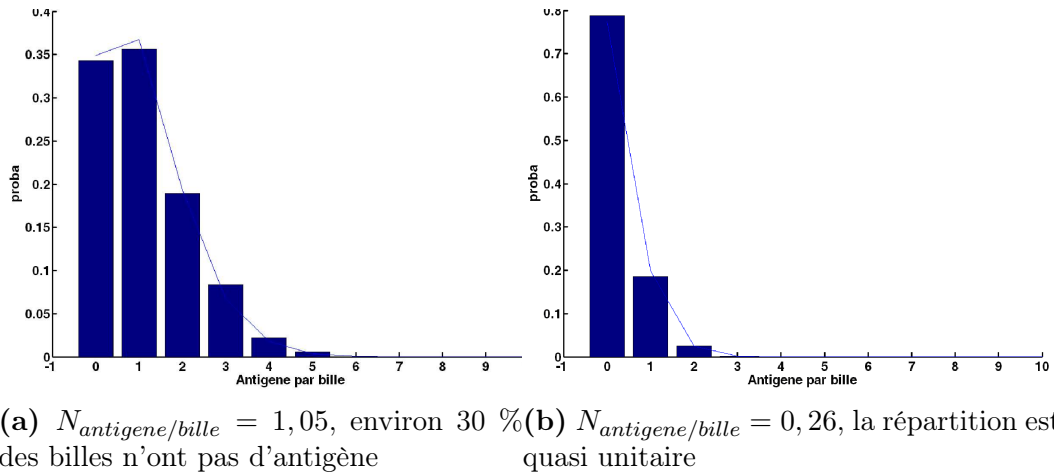 0.4
0.35
0.3
0.25
0.2
0.15
0.1
0.05
0
proba
-1 0 1 2 3 4 5 6 7 8 9
Antigene par bille
0.8
0.7
0.6
0.5
0.4
0.3
0.2
0.1
0
proba
-1 0 1 2 3 4 5 6 7 8 9 10
Antigene par bille
(a) N_{antigene/bille} = 1,05, environ 30 %
des billes n'ont pas d'antigène
(b) N_{antigene/bille} = 0,26, la répartition est
quasi unitaire